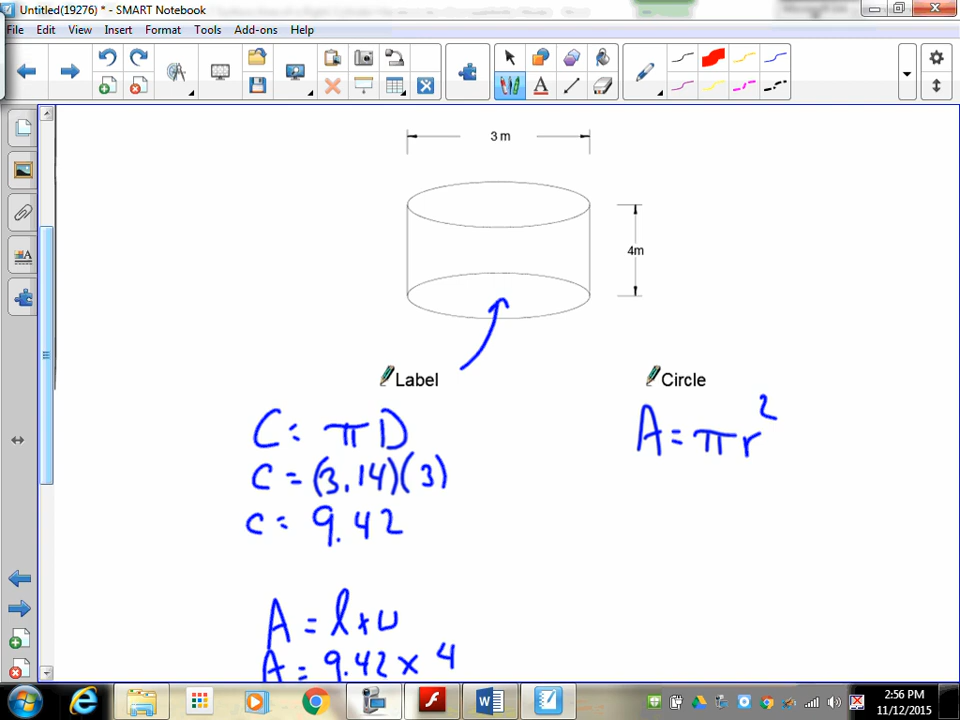 Untitled(19276) * - SMART Notebook
File Edit View Insert Format Tools Add-ons Help
3 m
4m
Label
Circle
C = πD
C = (3.14)(3)
C = 9.42
A = πr²
A = l x w
A = 9.42 x 4
2:56 PM
11/12/2015